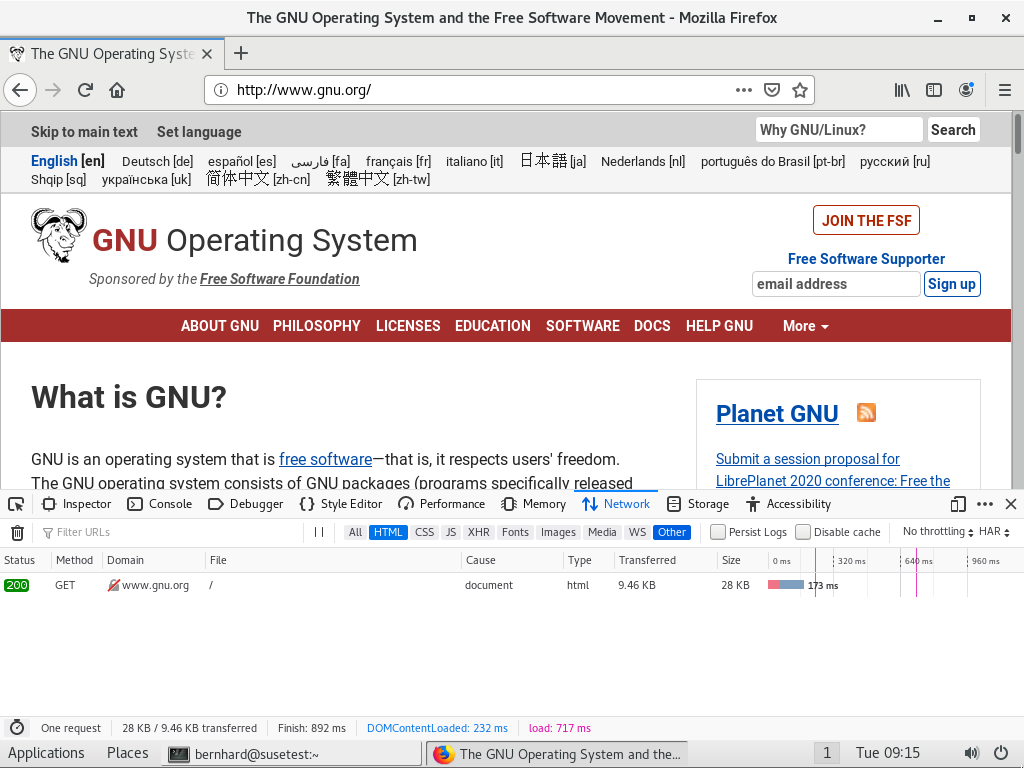 The GNU Operating System and the Free Software Movement - Mozilla Firefox
The GNU Operating Syste
http://www.gnu.org/
Skip to main text Set language Why GNU/Linux? Search
English [en] Deutsch [de] español [es] فارسی [fa] français [fr] italiano [it] 日本語 [ja] Nederlands [nl] português do Brasil [pt-br] русский [ru]
Shqip [sq] українська [uk] 简体中文 [zh-cn] 繁體中文 [zh-tw]
JOIN THE FSF
GNU Operating System
Free Software Supporter
Sponsored by the Free Software Foundation
email address Sign up
ABOUT GNU PHILOSOPHY LICENSES EDUCATION SOFTWARE DOCS HELP GNU More
What is GNU?
Planet GNU
GNU is an operating system that is free software—that is, it respects users' freedom.
Submit a session proposal for
The GNU operating system consists of GNU packages (programs specifically released
LibrePlanet 2020 conference: Free the
Inspector Console Debugger Style Editor Performance Memory Network Storage Accessibility
Filter URLs All HTML CSS JS XHR Fonts Images Media WS Other Persist Logs Disable cache No throttling HAR
Status Method Domain File Cause Type Transferred Size 0 ms 320 ms 640 ms 960 ms
200 GET www.gnu.org / document html 9.46 KB 28 KB 173 ms
One request 28 KB / 9.46 KB transferred Finish: 892 ms DOMContentLoaded: 232 ms load: 717 ms
Applications Places bernhard@susetest:~ The GNU Operating System and the... 1 Tue 09:15